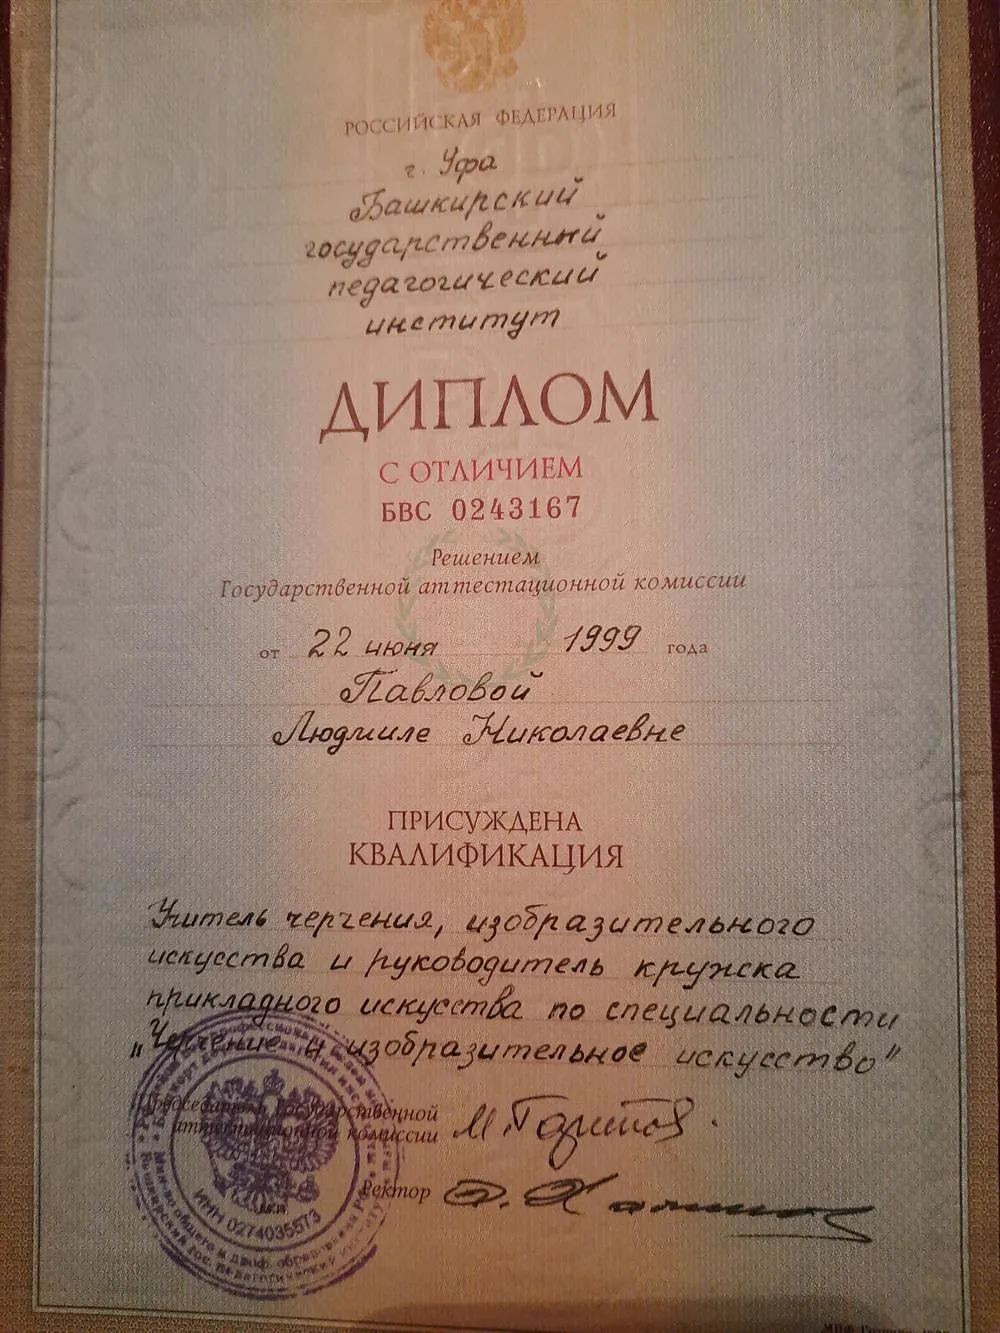 РОССИЙСКАЯ ФЕДЕРАЦИЯ
г. Уфа
Башкирский
государственный
педагогический
институт
ДИПЛОМ
С ОТЛИЧИЕМ
БВС 0243167
Решением
Государственной аттестационной комиссии
от 22 июня 1999 года
Павловой
Людмиле Николаевне
ПРИСУЖДЕНА
КВАЛИФИКАЦИЯ
Учитель черчения, изобразительного
искусства и руководитель кружка
прикладного искусства по специальности
„Черчение и изобразительное искусство"
Председатель Государственной
аттестационной комиссии
Ректор
ИНН 0274035573